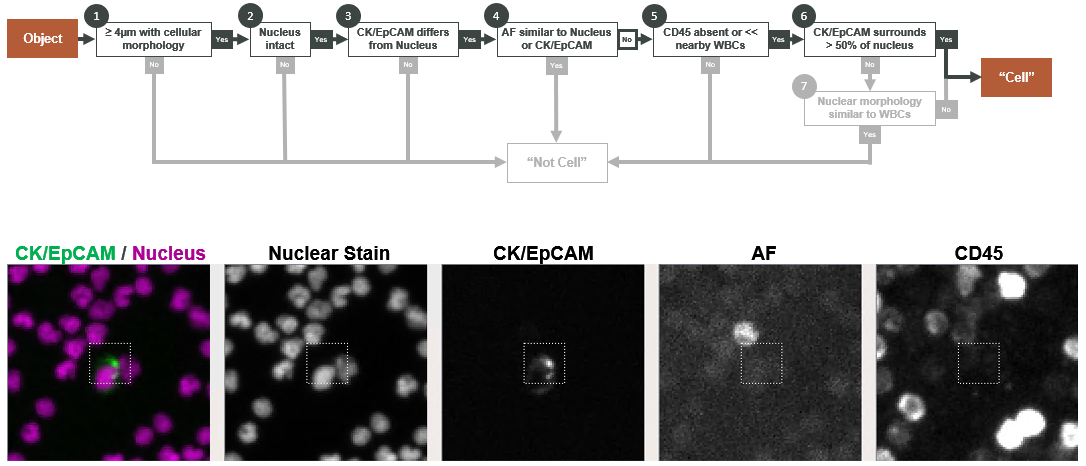 1
2
3
4
5
6
Object
≥ 4µm with cellular
morphology
Yes
Nucleus
intact
Yes
CK/EpCAM differs
from Nucleus
Yes
AF similar to Nucleus
or CK/EpCAM
No
CD45 absent or <<
nearby WBCs
Yes
CK/EpCAM surrounds
> 50% of nucleus
Yes
No
No
No
Yes
No
No
"Cell"
7
Nuclear morphology
similar to WBCs
No
Yes
"Not Cell"
CK/EpCAM / Nucleus
Nuclear Stain
CK/EpCAM
AF
CD45